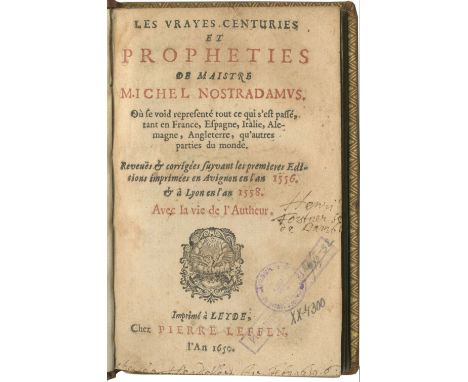 LES VRAYES CENTURIES
ET
PROPHETIES
DE MAISTRE
MICHEL NOSTRADAMVS.
Où se void representé tout ce qui s'est passé,
tant en France, Espagne, Italie, Ale-
magne, Angleterre, qu'autres
parties du monde.
Reveuës & corrigées suyvant les premieres Edi-
tions imprimées en Avignon en l'an 1556.
& à Lyon en l'an 1558.
Avec la vie de l'Autheur.
Henri
XX4300
Imprimé à LEYDE,
Chez PIERRE LEFFEN,
l'An 1650.